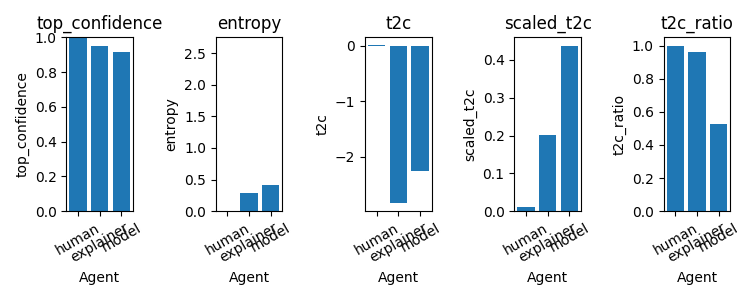 top_confidence
top_confidence
1.0
0.8
0.6
0.4
0.2
0.0
human
explainer
model
Agent
entropy
entropy
2.5
2.0
1.5
1.0
0.5
0.0
human
explainer
model
Agent
t2c
t2c
0
−1
−2
human
explainer
model
Agent
scaled_t2c
scaled_t2c
0.4
0.3
0.2
0.1
0.0
human
explainer
model
Agent
t2c_ratio
t2c_ratio
1.0
0.8
0.6
0.4
0.2
0.0
human
explainer
model
Agent